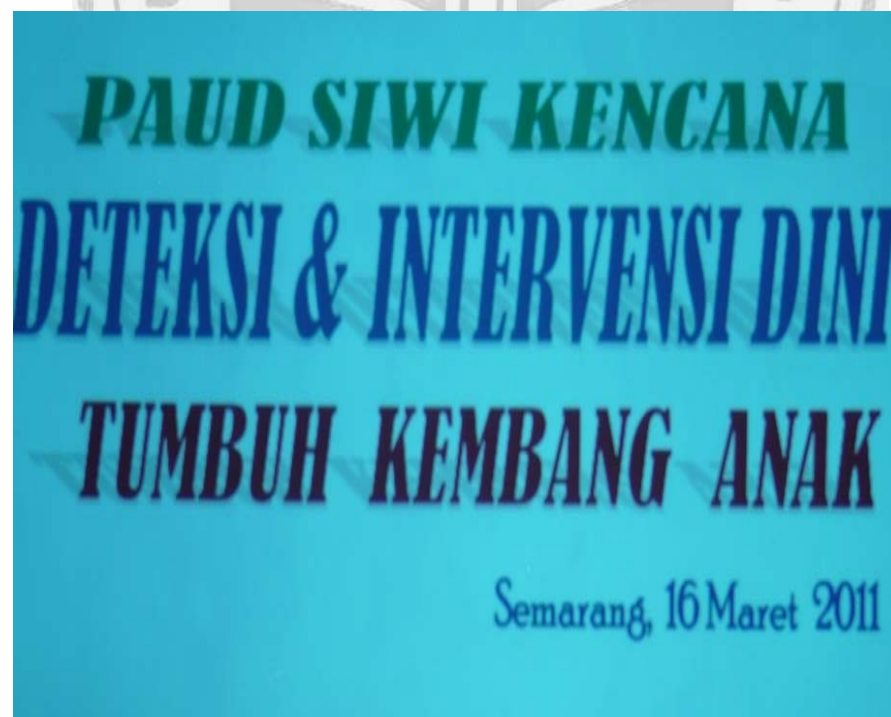 PAUD SIWI KENCANA
DETEKSI & INTERVENSI DINI
TUMBUH KEMBANG ANAK
Semarang, 16 Maret 2011